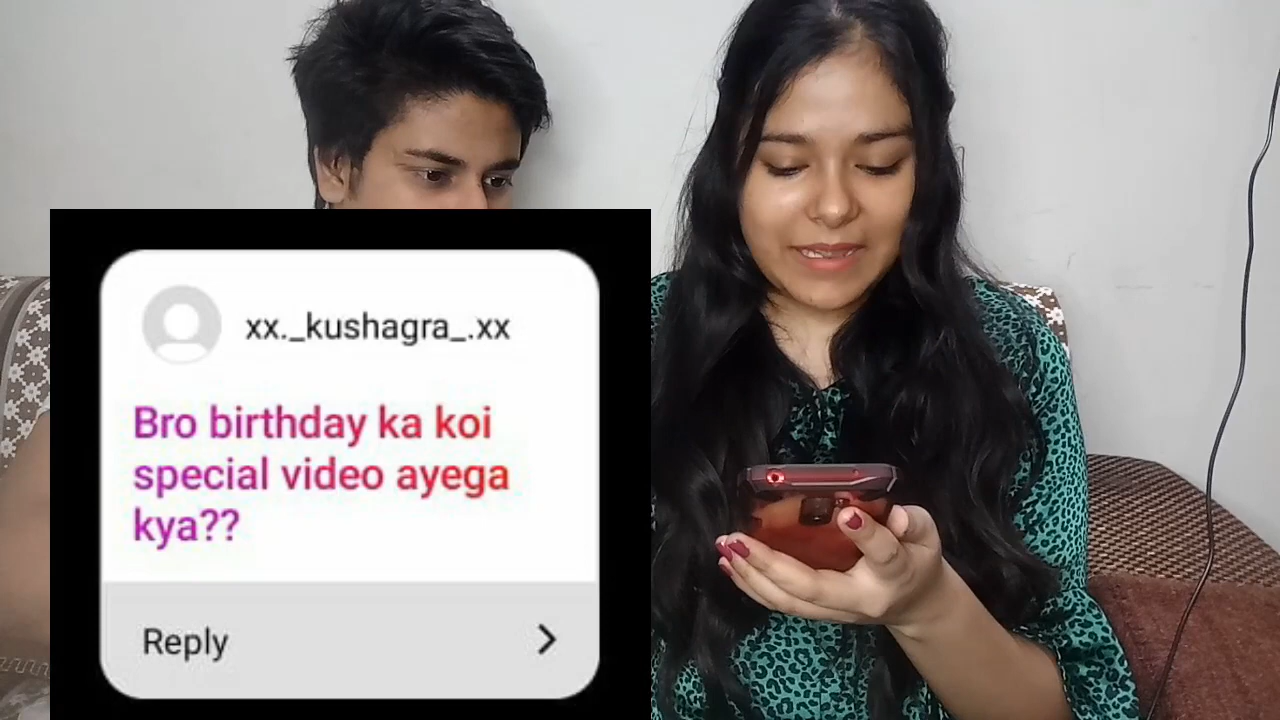 xx._kushagra_.xx
Bro birthday ka koi
special video ayega
kya??
Reply